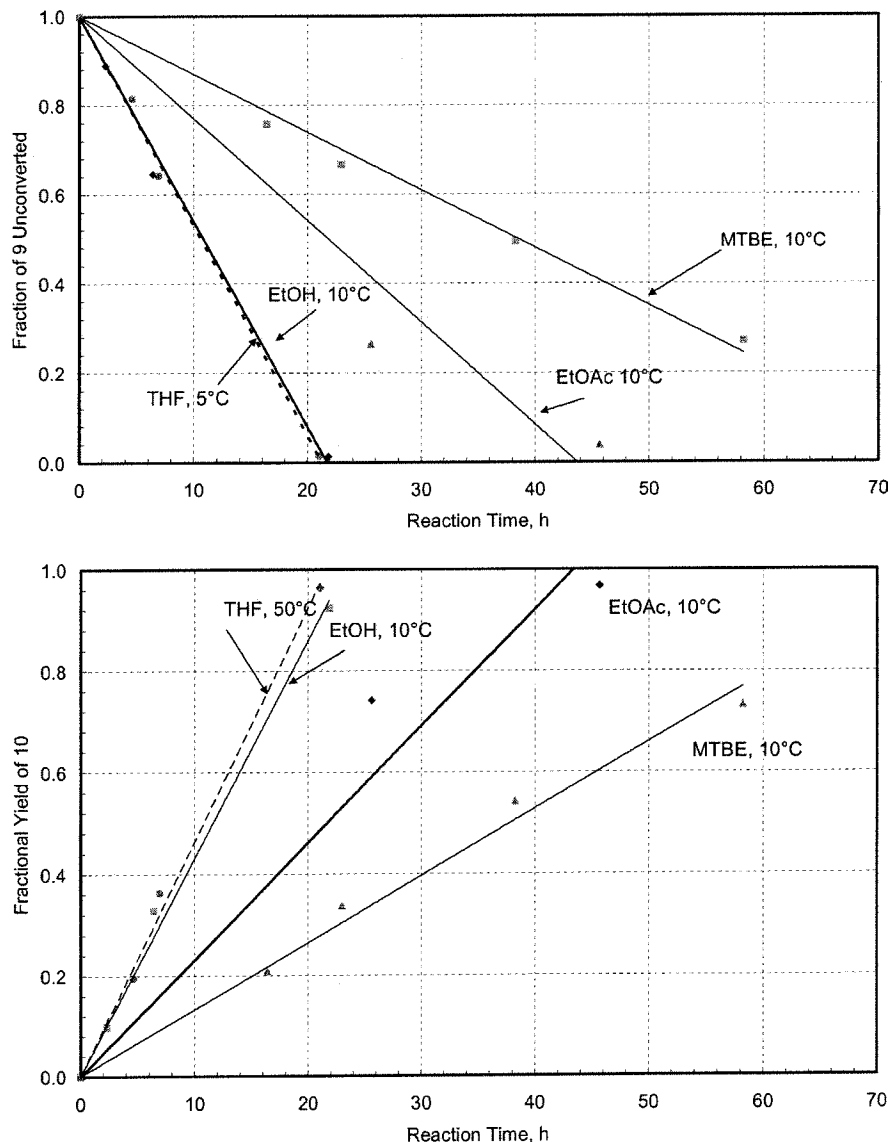 1.0
0.8
0.6
0.4
0.2
0.0
Fraction of 9 Unconverted
MTBE, 10°C
EtOH, 10°C
THF, 5°C
EtOAc 10°C
0 10 20 30 40 50 60 70
Reaction Time, h
1.0
0.8
0.6
0.4
0.2
0.0
Fractional Yield of 10
THF, 50°C
EtOH, 10°C
EtOAc, 10°C
MTBE, 10°C
0 10 20 30 40 50 60 70
Reaction Time, h